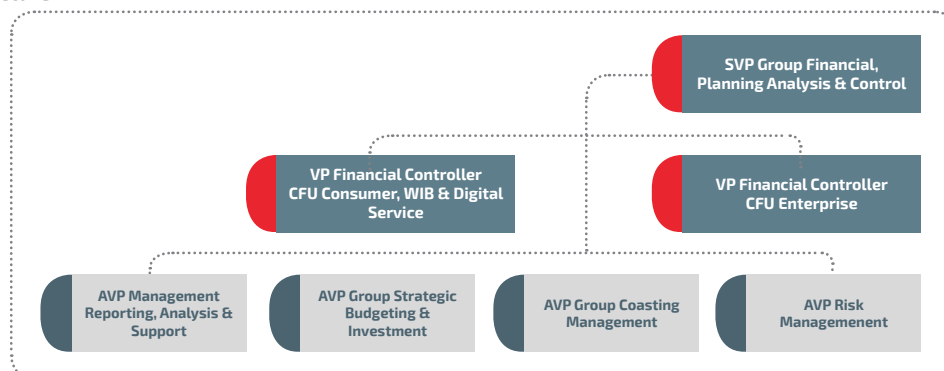 SVP Group Financial,
Planning Analysis & Control
VP Financial Controller
CFU Consumer, WIB & Digital
Service
VP Financial Controller
CFU Enterprise
AVP Management
Reporting, Analysis &
Support
AVP Group Strategic
Budgeting &
Investment
AVP Group Coasting
Management
AVP Risk
Managemenent